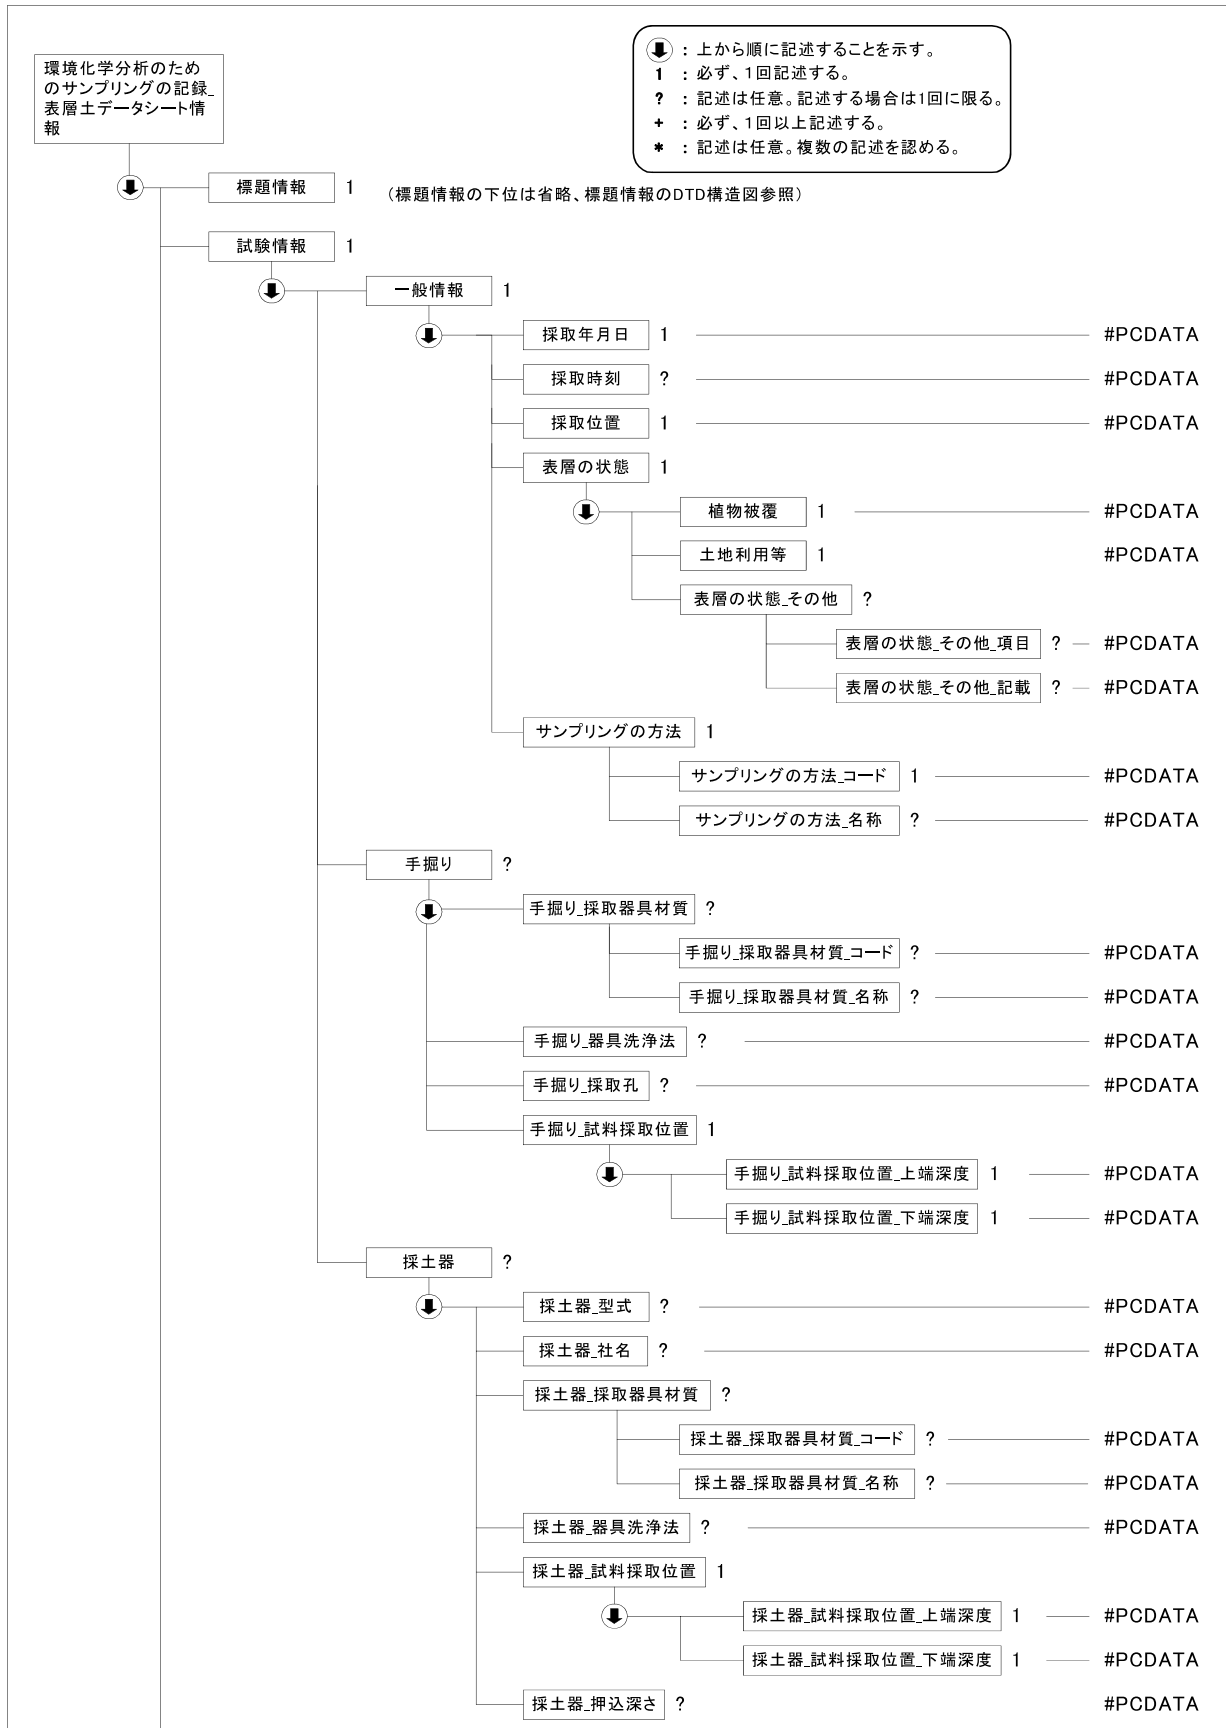 環境化学分析のため
のサンプリングの記録_
表層土データシート情
報
：上から順に記述することを示す。
1 ：必ず、1回記述する。
? ：記述は任意。記述する場合は1回に限る。
+ ：必ず、1回以上記述する。
* ：記述は任意。複数の記述を認める。
標題情報 1 （標題情報の下位は省略、標題情報のDTD構造図参照）
試験情報 1
一般情報 1
採取年月日 1 #PCDATA
採取時刻 ? #PCDATA
採取位置 1 #PCDATA
表層の状態 1
植物被覆 1 #PCDATA
土地利用等 1 #PCDATA
表層の状態_その他 ?
表層の状態_その他_項目 ? #PCDATA
表層の状態_その他_記載 ? #PCDATA
サンプリングの方法 1
サンプリングの方法_コード 1 #PCDATA
サンプリングの方法_名称 ? #PCDATA
手掘り ?
手掘り_採取器具材質 ?
手掘り_採取器具材質_コード ? #PCDATA
手掘り_採取器具材質_名称 ? #PCDATA
手掘り_器具洗浄法 ? #PCDATA
手掘り_採取孔 ? #PCDATA
手掘り_試料採取位置 1
手掘り_試料採取位置_上端深度 1 #PCDATA
手掘り_試料採取位置_下端深度 1 #PCDATA
採土器 ?
採土器_型式 ? #PCDATA
採土器_社名 ? #PCDATA
採土器_採取器具材質 ?
採土器_採取器具材質_コード ? #PCDATA
採土器_採取器具材質_名称 ? #PCDATA
採土器_器具洗浄法 ? #PCDATA
採土器_試料採取位置 1
採土器_試料採取位置_上端深度 1 #PCDATA
採土器_試料採取位置_下端深度 1 #PCDATA
採土器_押込深さ ? #PCDATA